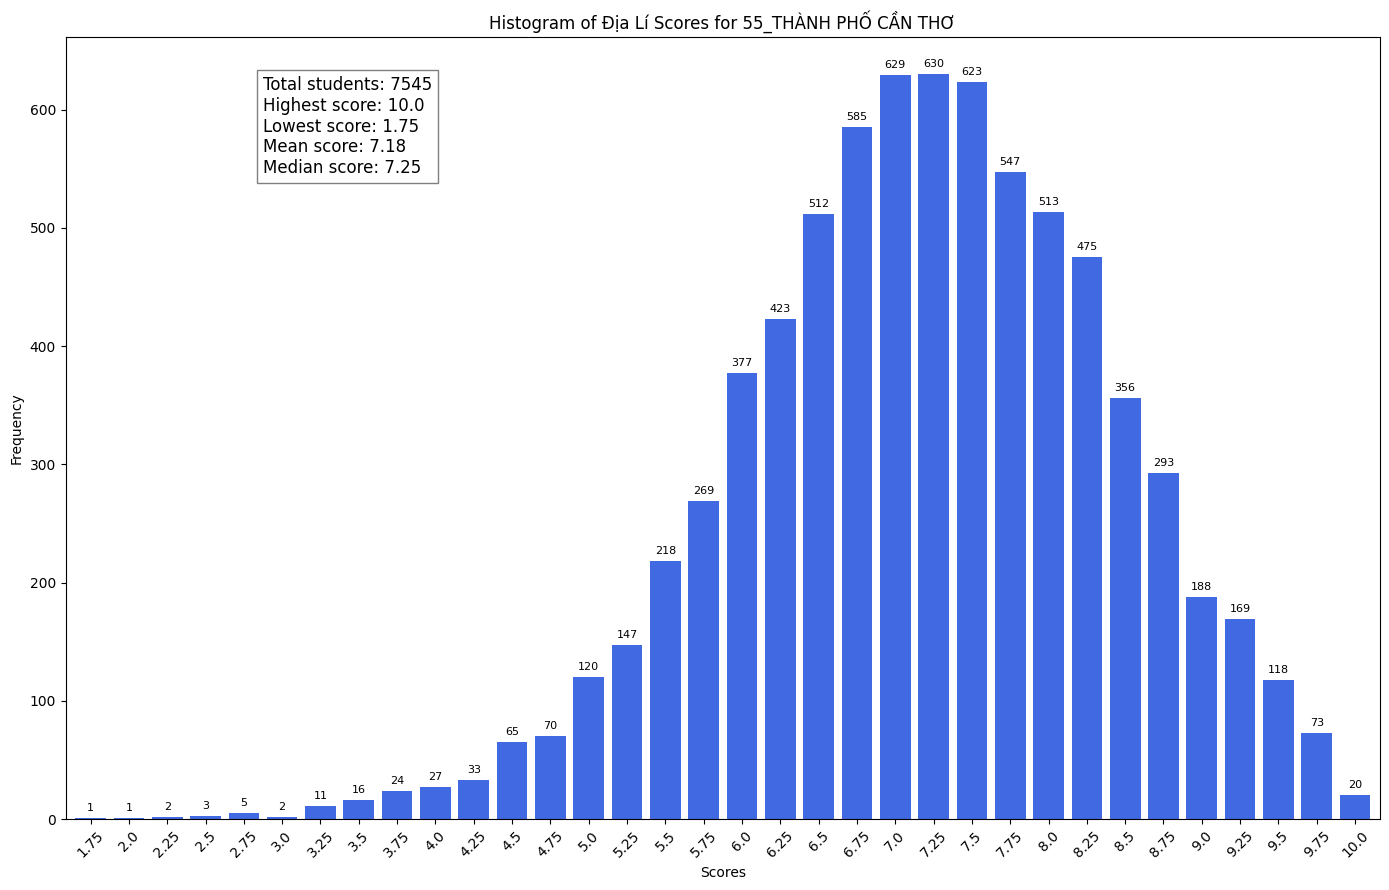 Histogram of Địa Lí Scores for 55_THÀNH PHỐ CẦN THƠ
Total students: 7545
Highest score: 10.0
Lowest score: 1.75
Mean score: 7.18
Median score: 7.25
Frequency
600
500
400
300
200
100
0
1 1 2 3 5 2 11 16 24 27 33 65 70 120 147 218 269 377 423 512 585 629 630 623 547 513 475 356 293 188 169 118 73 20
1.75 2.0 2.25 2.5 2.75 3.0 3.25 3.5 3.75 4.0 4.25 4.5 4.75 5.0 5.25 5.5 5.75 6.0 6.25 6.5 6.75 7.0 7.25 7.5 7.75 8.0 8.25 8.5 8.75 9.0 9.25 9.5 9.75 10.0
Scores